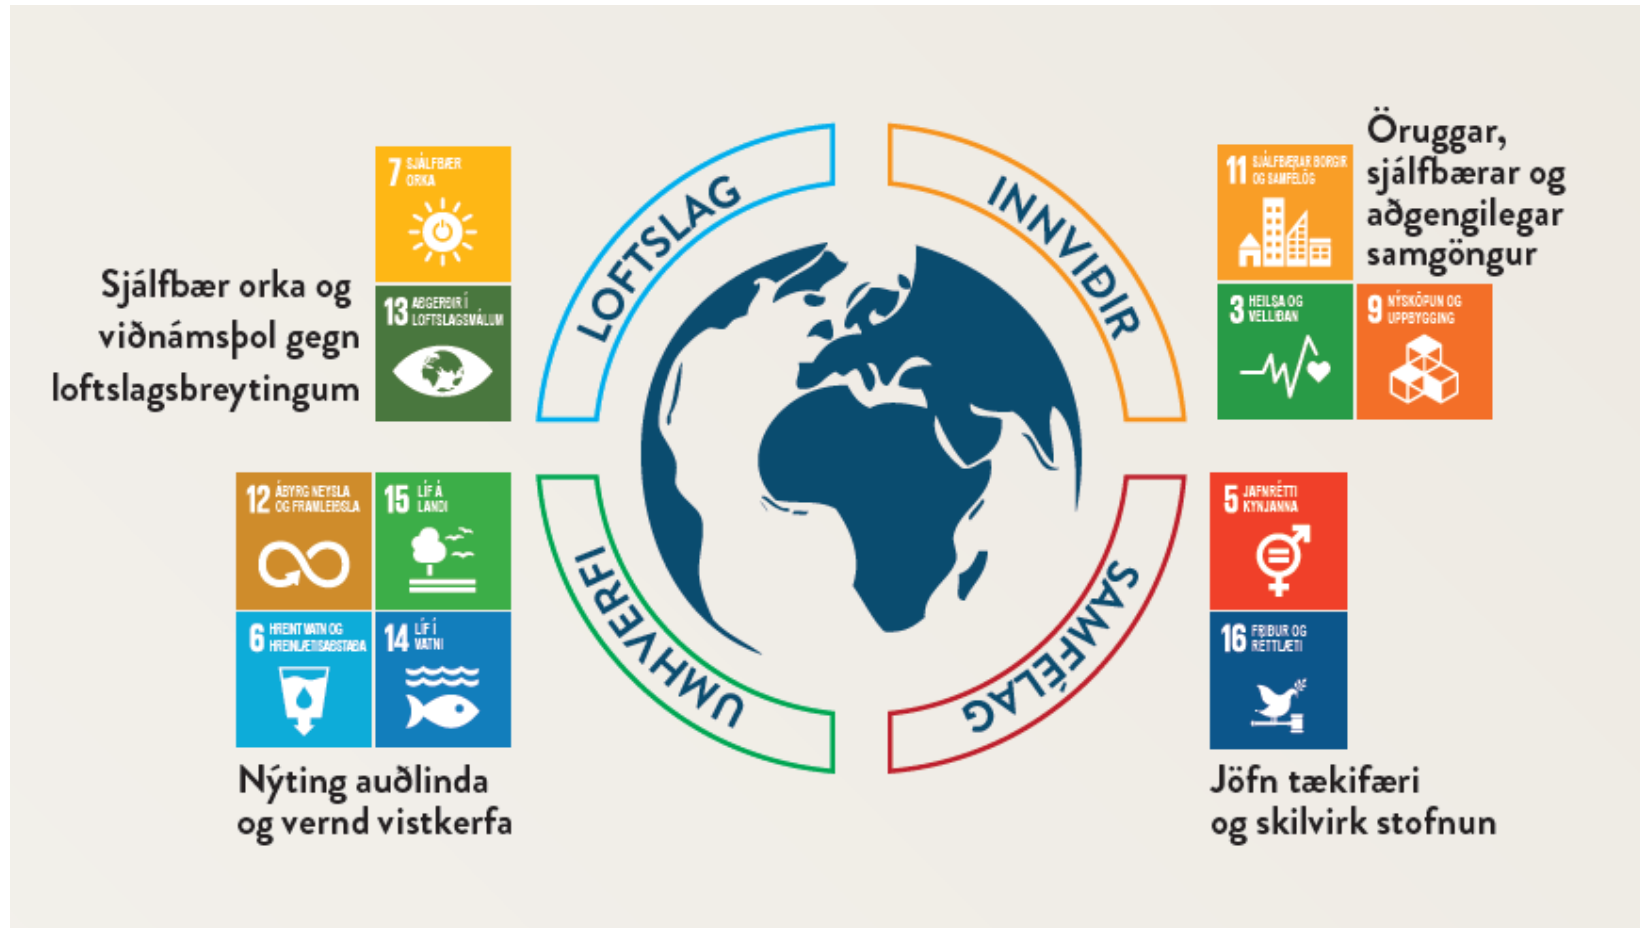 7 SJÁLFBÆR
ORKA
13 AÐGERÐIR Í
LOFTSLAGSMÁLUM
Sjálfbær orka og
viðnámsþol gegn
loftslagsbreytingum
LOFTSLAG
INNVIÐIR
11 SJÁLFBÆRAR BORGIR
OG SAMFÉLÖG
Öruggar,
sjálfbærar og
aðgengilegar
samgöngur
3 HEILSA OG
VELLÍÐAN
9 NÝSKÖPUN OG
UPPBYGGING
12 ÁBYRG NEYSLA
OG FRAMLEIÐSLA
15 LÍF Á
LANDI
6 HREINT VATN OG
HREINLÆTISAÐSTAÐA
14 LÍF Í
VATNI
Nýting auðlinda
og vernd vistkerfa
UMHVERFI
SAMFÉLAG
5 JAFNRÉTTI
KYNJANNA
16 FRIÐUR OG
RÉTTLÆTI
Jöfn tækifæri
og skilvirk stofnun